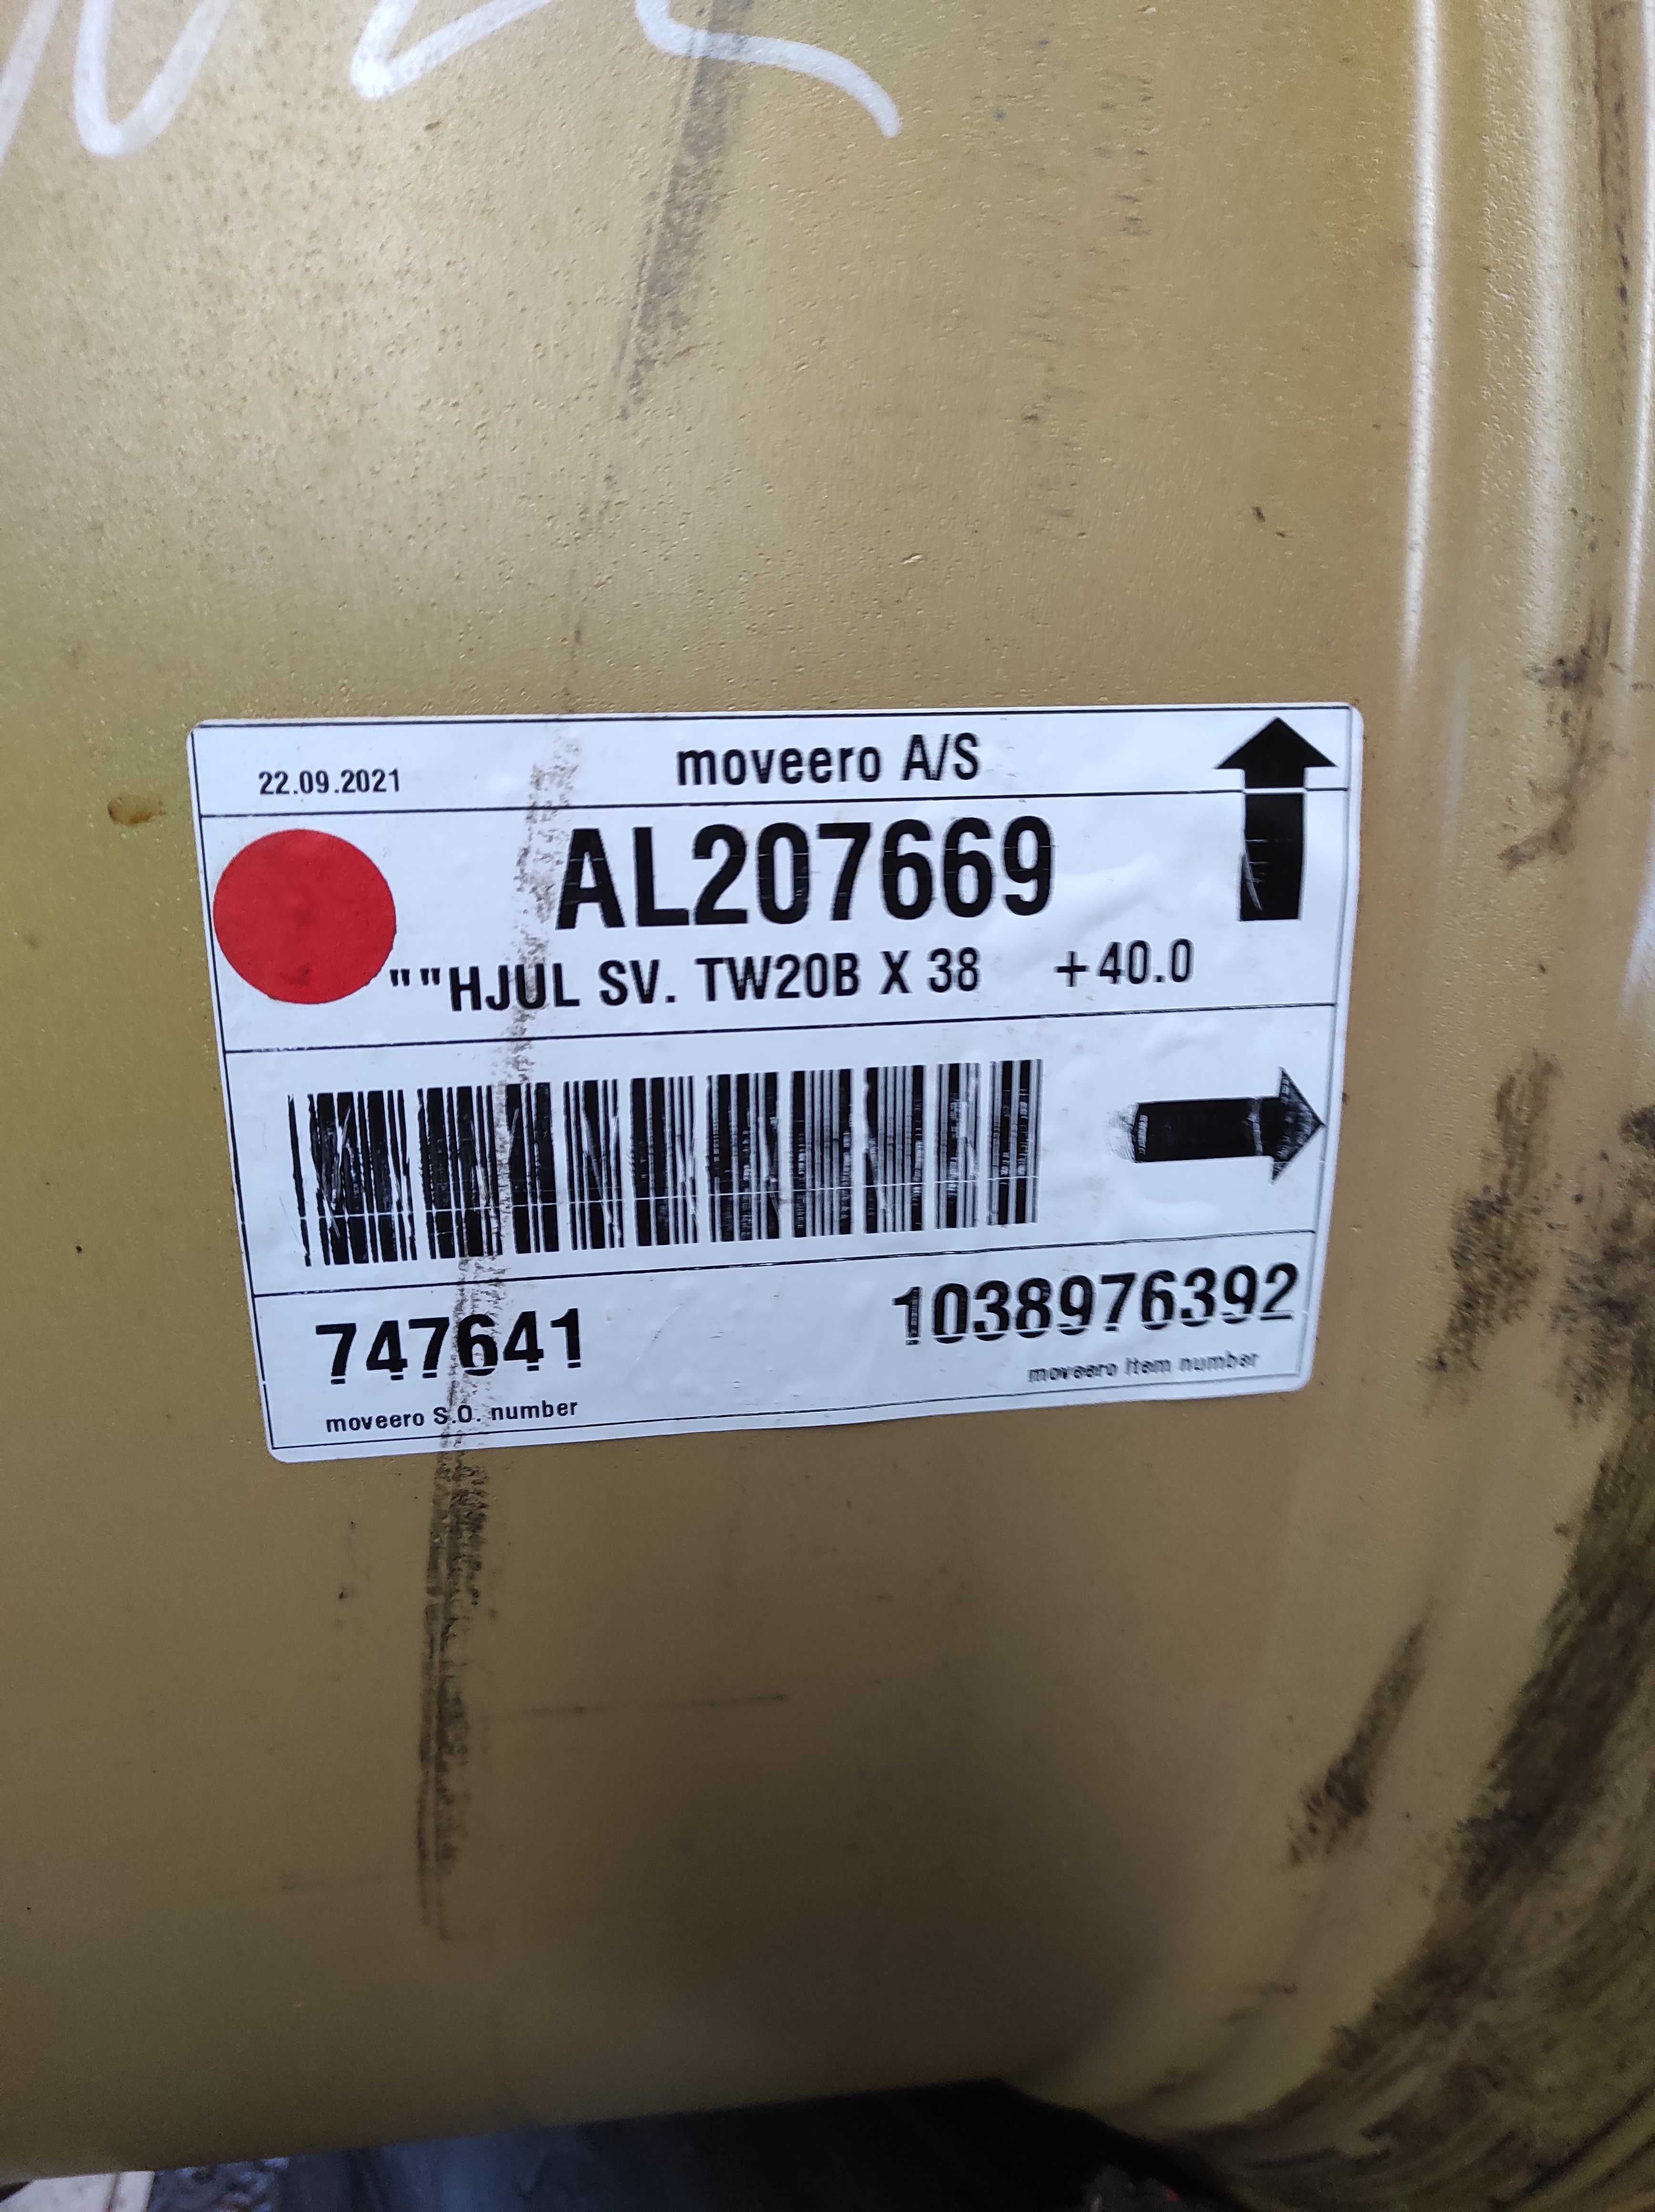 22.09.2021
moveero A/S
AL207669
""HJUL SV. TW20B X 38 +40.0
747641
1038976392
moveero S.O. number
moveero Item number